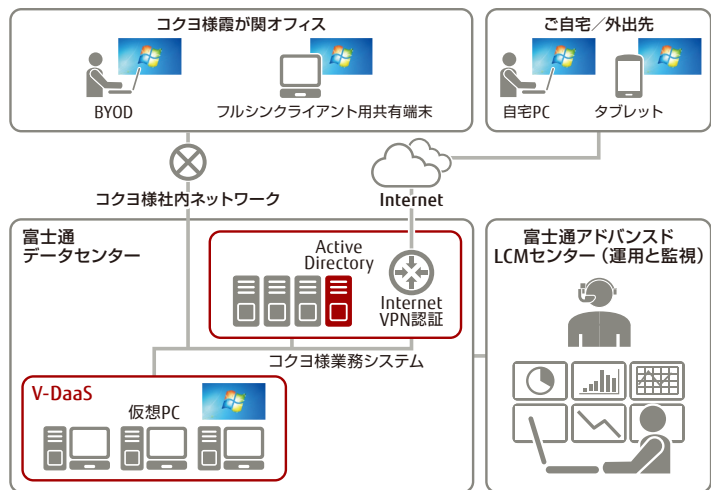 コクヨ様霞が関オフィス
BYOD
フルシンクライアント用共有端末
ご自宅／外出先
自宅PC
タブレット
コクヨ様社内ネットワーク
Internet
富士通
データセンター
Active
Directory
Internet
VPN認証
コクヨ様業務システム
V-DaaS
仮想PC
富士通アドバンスド
LCMセンター（運用と監視）